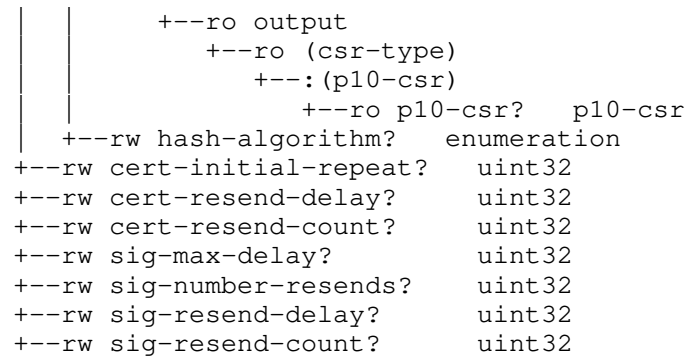 |  |     +--ro output
|  |        +--ro (csr-type)
|  |           +--:(p10-csr)
|  |              +--ro p10-csr?   p10-csr
|  +--rw hash-algorithm?   enumeration
+--rw cert-initial-repeat?   uint32
+--rw cert-resend-delay?     uint32
+--rw cert-resend-count?     uint32
+--rw sig-max-delay?         uint32
+--rw sig-number-resends?    uint32
+--rw sig-resend-delay?      uint32
+--rw sig-resend-count?      uint32